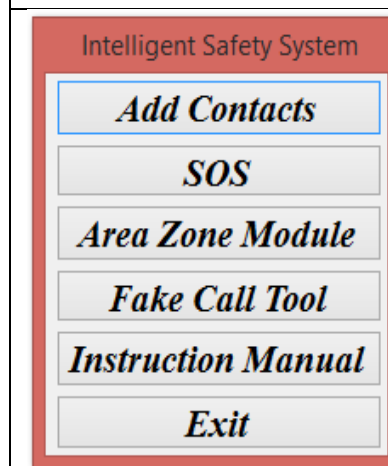 Intelligent Safety System
Add Contacts
SOS
Area Zone Module
Fake Call Tool
Instruction Manual
Exit